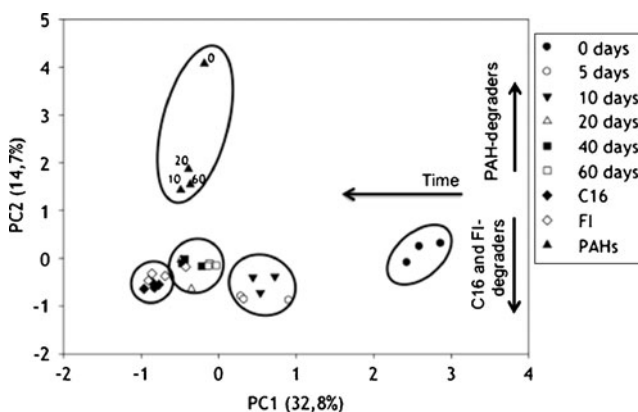 5
4
3
2
1
0
-1
-2
PC2 (14,7%)
-2
-1
0
1
2
3
4
PC1 (32,8%)
0
20
10
60
Time
PAH-degraders
C16 and FI-
degraders
0 days
5 days
10 days
20 days
40 days
60 days
C16
FI
PAHs